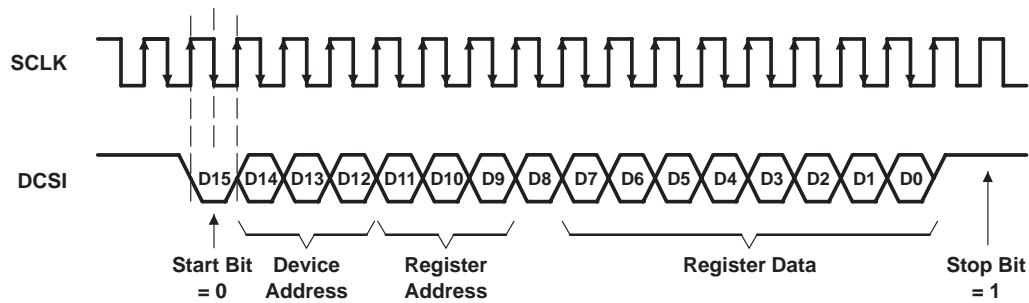 SCLK
DCSI
D15 D14 D13 D12 D11 D10 D9 D8 D7 D6 D5 D4 D3 D2 D1 D0
Start Bit
= 0
Device
Address
Register
Address
Register Data
Stop Bit
= 1